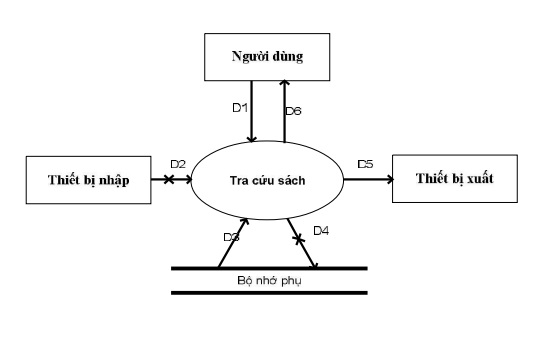 Người dùng
D1
D6
D2
D5
Thiết bị nhập
Tra cứu sách
Thiết bị xuất
D3
D4
Bộ nhớ phụ